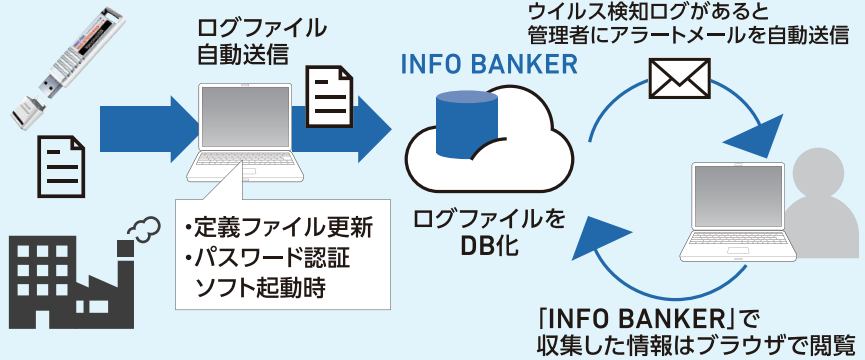 ログファイル
自動送信
・定義ファイル更新
・パスワード認証
ソフト起動時
INFO BANKER
ログファイルを
DB化
ウイルス検知ログがあると
管理者にアラートメールを自動送信
「INFO BANKER」で
収集した情報はブラウザで閲覧